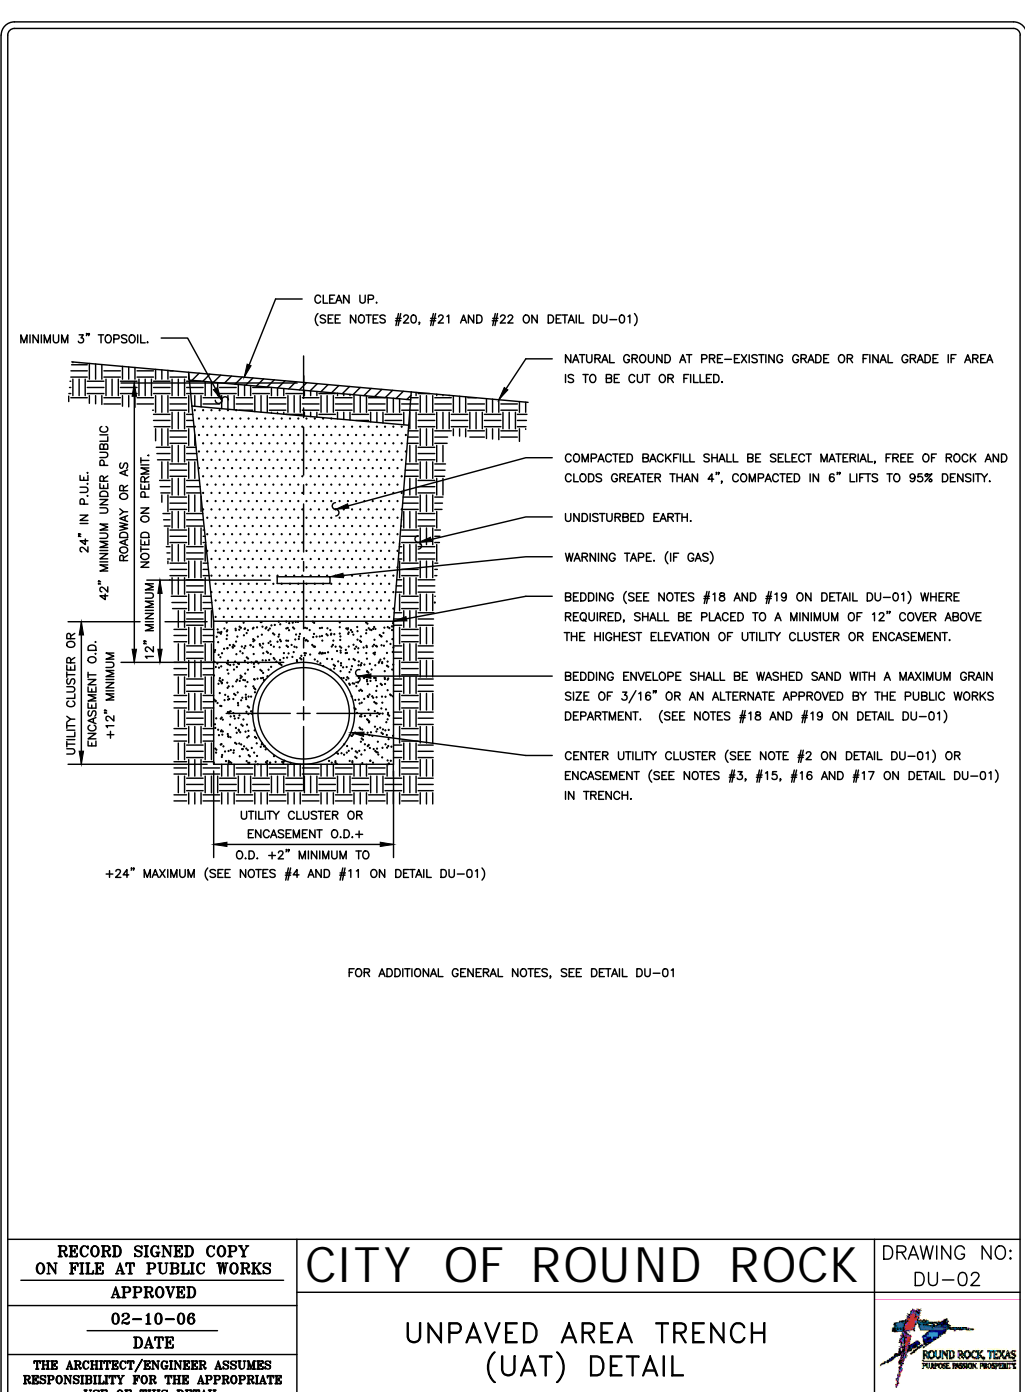 CLEAN UP.
(SEE NOTES #20, #21 AND #22 ON DETAIL DU-01)
MINIMUM 3" TOPSOIL.
NATURAL GROUND AT PRE-EXISTING GRADE OR FINAL GRADE IF AREA
IS TO BE CUT OR FILLED.
COMPACTED BACKFILL SHALL BE SELECT MATERIAL, FREE OF ROCK AND
CLODS GREATER THAN 4", COMPACTED IN 6" LIFTS TO 95% DENSITY.
UNDISTURBED EARTH.
WARNING TAPE. (IF GAS)
BEDDING (SEE NOTES #18 AND #19 ON DETAIL DU-01) WHERE
REQUIRED, SHALL BE PLACED TO A MINIMUM OF 12" COVER ABOVE
THE HIGHEST ELEVATION OF UTILITY CLUSTER OR ENCASEMENT.
BEDDING ENVELOPE SHALL BE WASHED SAND WITH A MAXIMUM GRAIN
SIZE OF 3/16" OR AN ALTERNATE APPROVED BY THE PUBLIC WORKS
DEPARTMENT. (SEE NOTES #18 AND #19 ON DETAIL DU-01)
CENTER UTILITY CLUSTER (SEE NOTE #2 ON DETAIL DU-01) OR
ENCASEMENT (SEE NOTES #3, #15, #16 AND #17 ON DETAIL DU-01)
IN TRENCH.
24" IN P.U.E.
42" MINIMUM UNDER PUBLIC
ROADWAY OR AS
NOTED ON PERMIT.
12" MINIMUM
UTILITY CLUSTER OR
ENCASEMENT O.D.
+12" MINIMUM
UTILITY CLUSTER OR
ENCASEMENT O.D.+
O.D. +2" MINIMUM TO
+24" MAXIMUM (SEE NOTES #4 AND #11 ON DETAIL DU-01)
FOR ADDITIONAL GENERAL NOTES, SEE DETAIL DU-01
RECORD SIGNED COPY
ON FILE AT PUBLIC WORKS
APPROVED
02-10-06
DATE
THE ARCHITECT/ENGINEER ASSUMES
RESPONSIBILITY FOR THE APPROPRIATE
USE OF THIS DETAIL.
CITY OF ROUND ROCK
UNPAVED AREA TRENCH
(UAT) DETAIL
DRAWING NO:
DU-02
ROUND ROCK, TEXAS
PURPOSE. PASSION. PROSPERITY.